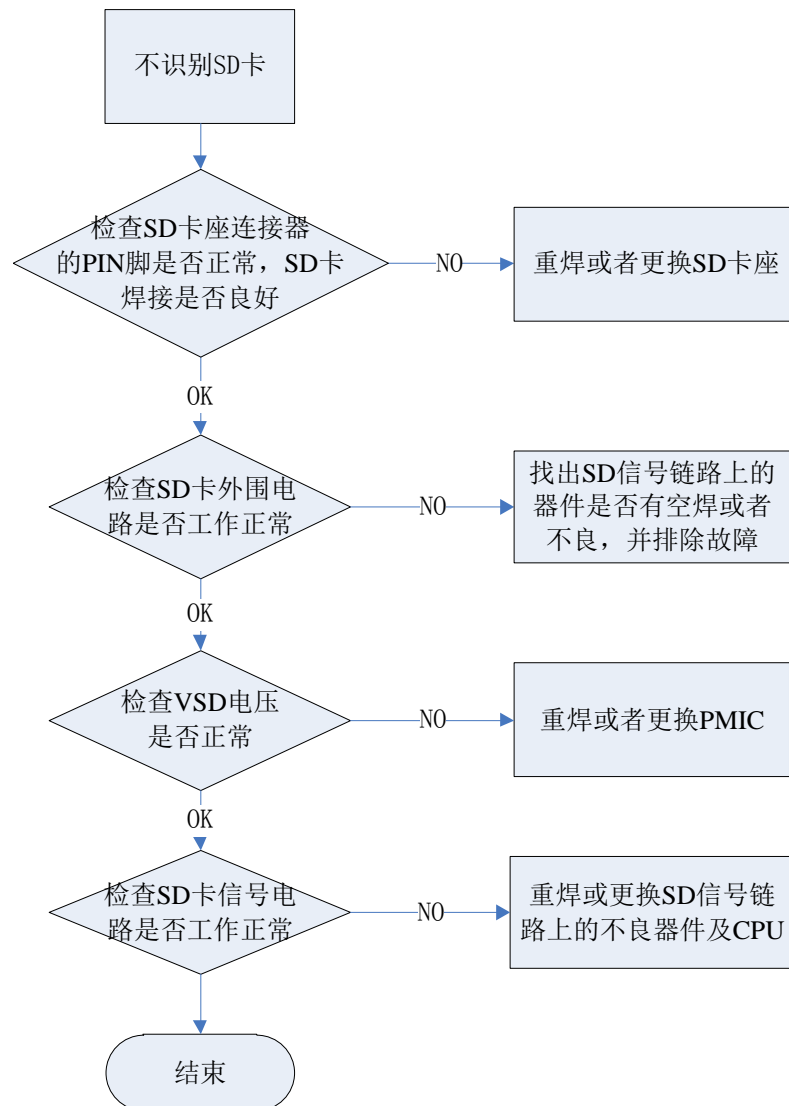 不识别SD卡
检查SD卡座连接器
的PIN脚是否正常，SD卡
焊接是否良好
NO
重焊或者更换SD卡座
OK
检查SD卡外围电
路是否工作正常
NO
找出SD信号链路上的
器件是否有空焊或者
不良，并排除故障
OK
检查VSD电压
是否正常
NO
重焊或者更换PMIC
OK
检查SD卡信号电
路是否工作正常
NO
重焊或更换SD信号链
路上的不良器件及CPU
结束